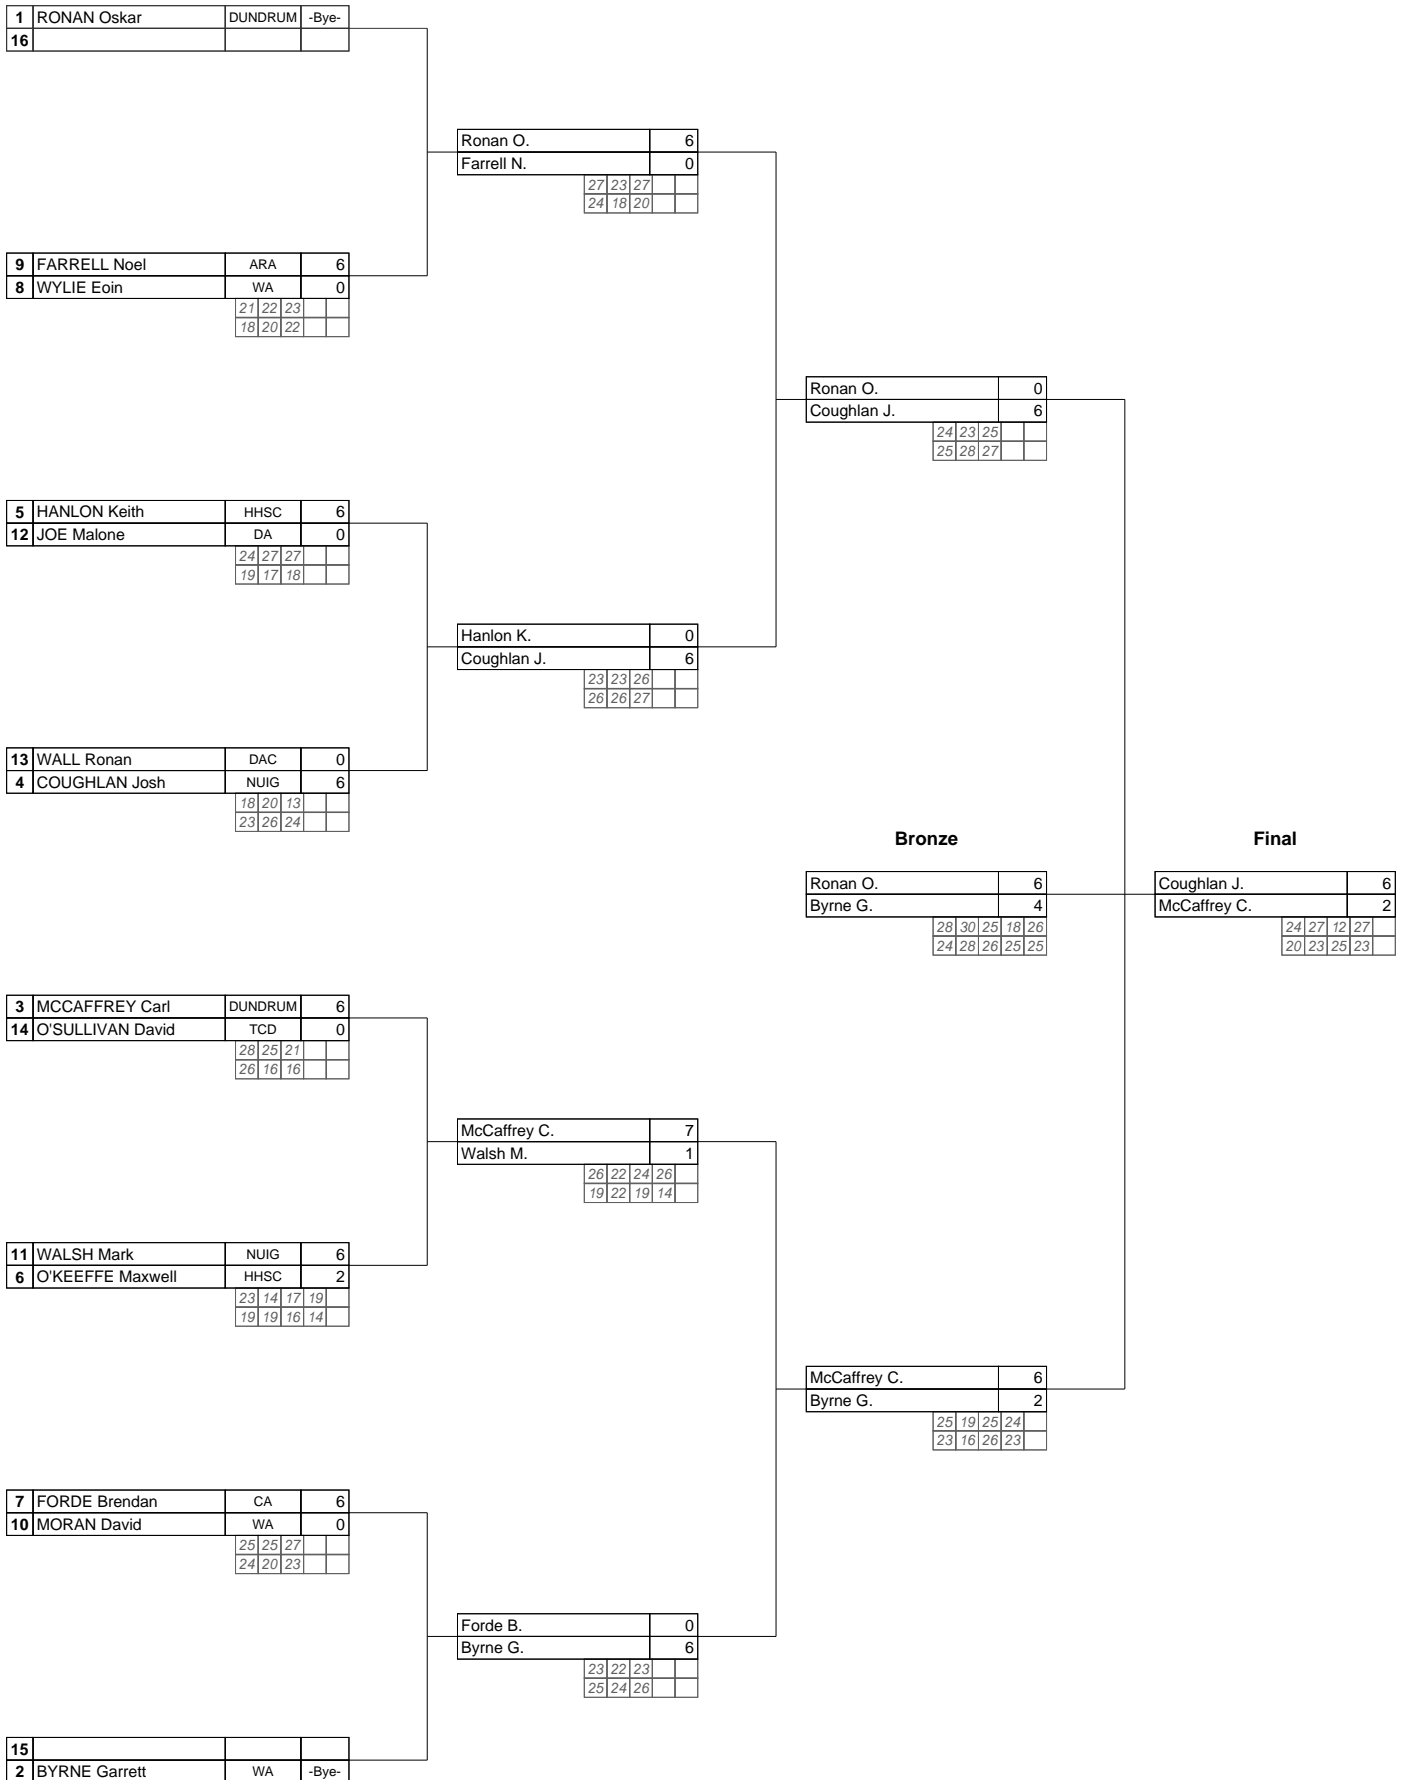 1 RONAN Oskar DUNDRUM -Bye-
16
Ronan O. 6
Farrell N. 0
27 23 27
24 18 20
9 FARRELL Noel ARA 6
8 WYLIE Eoin WA 0
21 22 23
18 20 22
Ronan O. 0
Coughlan J. 6
24 23 25
25 28 27
5 HANLON Keith HHSC 6
12 JOE Malone DA 0
24 27 27
19 17 18
Hanlon K. 0
Coughlan J. 6
23 23 26
26 26 27
13 WALL Ronan DAC 0
4 COUGHLAN Josh NUIG 6
18 20 13
23 26 24
Bronze Final
Ronan O. 6 Coughlan J. 6
Byrne G. 4 McCaffrey C. 2
28 30 25 18 26 24 27 12 27
24 28 26 25 25 20 23 25 23
3 MCCAFFREY Carl DUNDRUM 6
14 O'SULLIVAN David TCD 0
28 25 21
26 16 16
McCaffrey C. 7
Walsh M. 1
26 22 24 26
19 22 19 14
11 WALSH Mark NUIG 6
6 O'KEEFFE Maxwell HHSC 2
23 14 17 19
19 19 16 14
McCaffrey C. 6
Byrne G. 2
25 19 25 24
23 16 26 23
7 FORDE Brendan CA 6
10 MORAN David WA 0
25 25 27
24 20 23
Forde B. 0
Byrne G. 6
23 22 23
25 24 26
15
2 BYRNE Garrett WA -Bye-